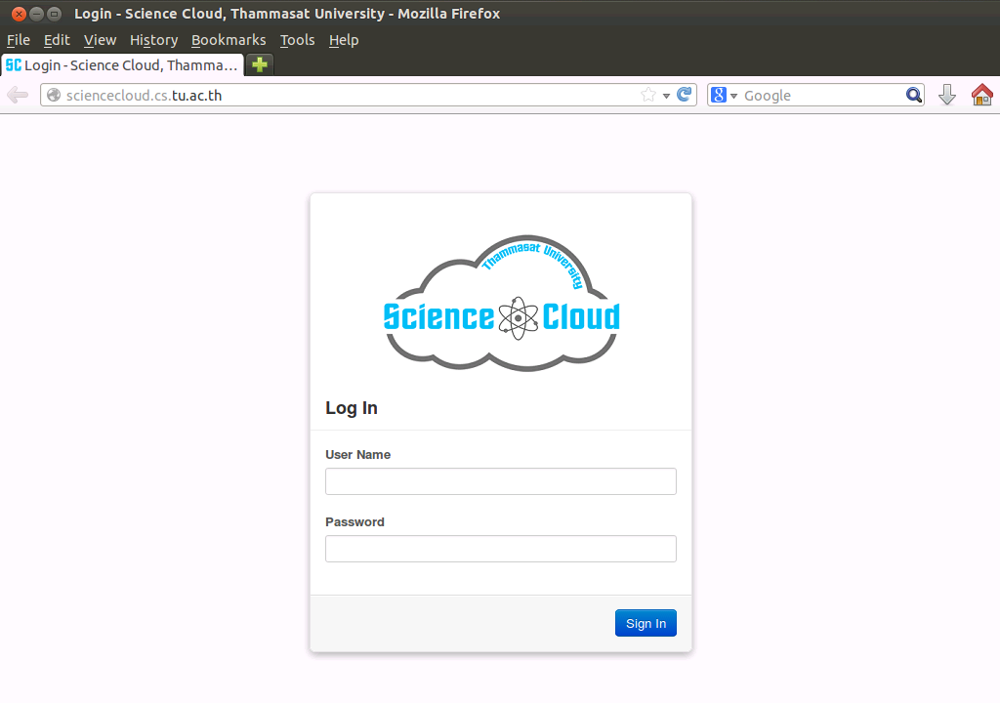 Login - Science Cloud, Thammasat University - Mozilla Firefox
File Edit View History Bookmarks Tools Help
SC Login - Science Cloud, Thamma...
sciencecloud.cs.tu.ac.th
8 Google
Thammasat University
Science Cloud
Log In
User Name
Password
Sign In